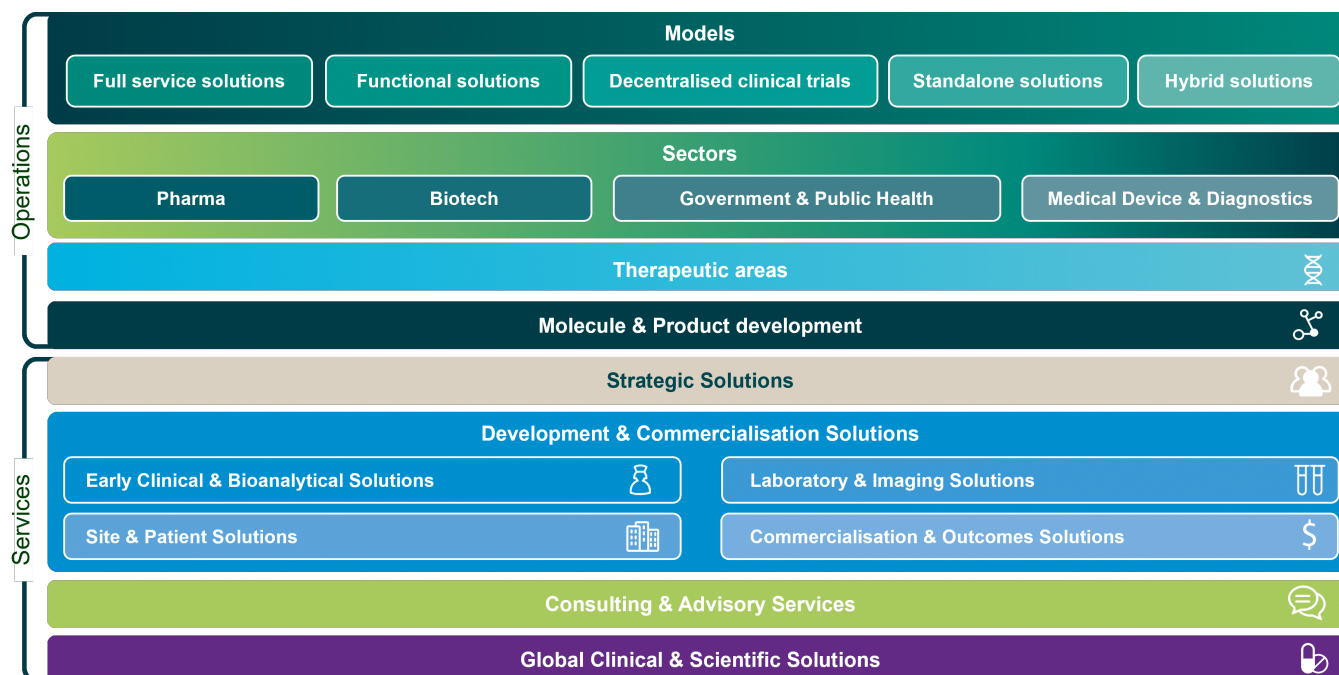 Operations
Models
Full service solutions
Functional solutions
Decentralised clinical trials
Standalone solutions
Hybrid solutions
Sectors
Pharma
Biotech
Government & Public Health
Medical Device & Diagnostics
Therapeutic areas
Molecule & Product development
Services
Strategic Solutions
Development & Commercialisation Solutions
Early Clinical & Bioanalytical Solutions
Laboratory & Imaging Solutions
Site & Patient Solutions
Commercialisation & Outcomes Solutions
$
Consulting & Advisory Services
Global Clinical & Scientific Solutions